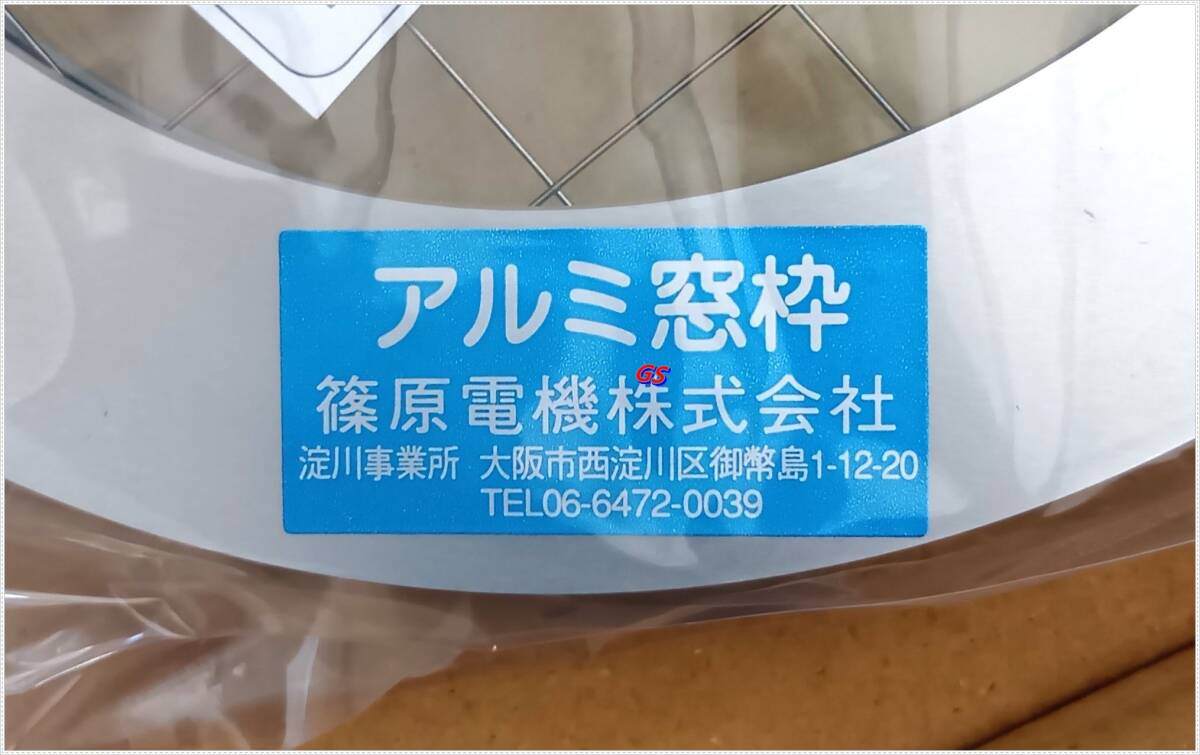 アルミ窓枠
GS
篠原電機株式会社
淀川事業所 大阪市西淀川区御幣島1-12-20
TEL06-6472-0039